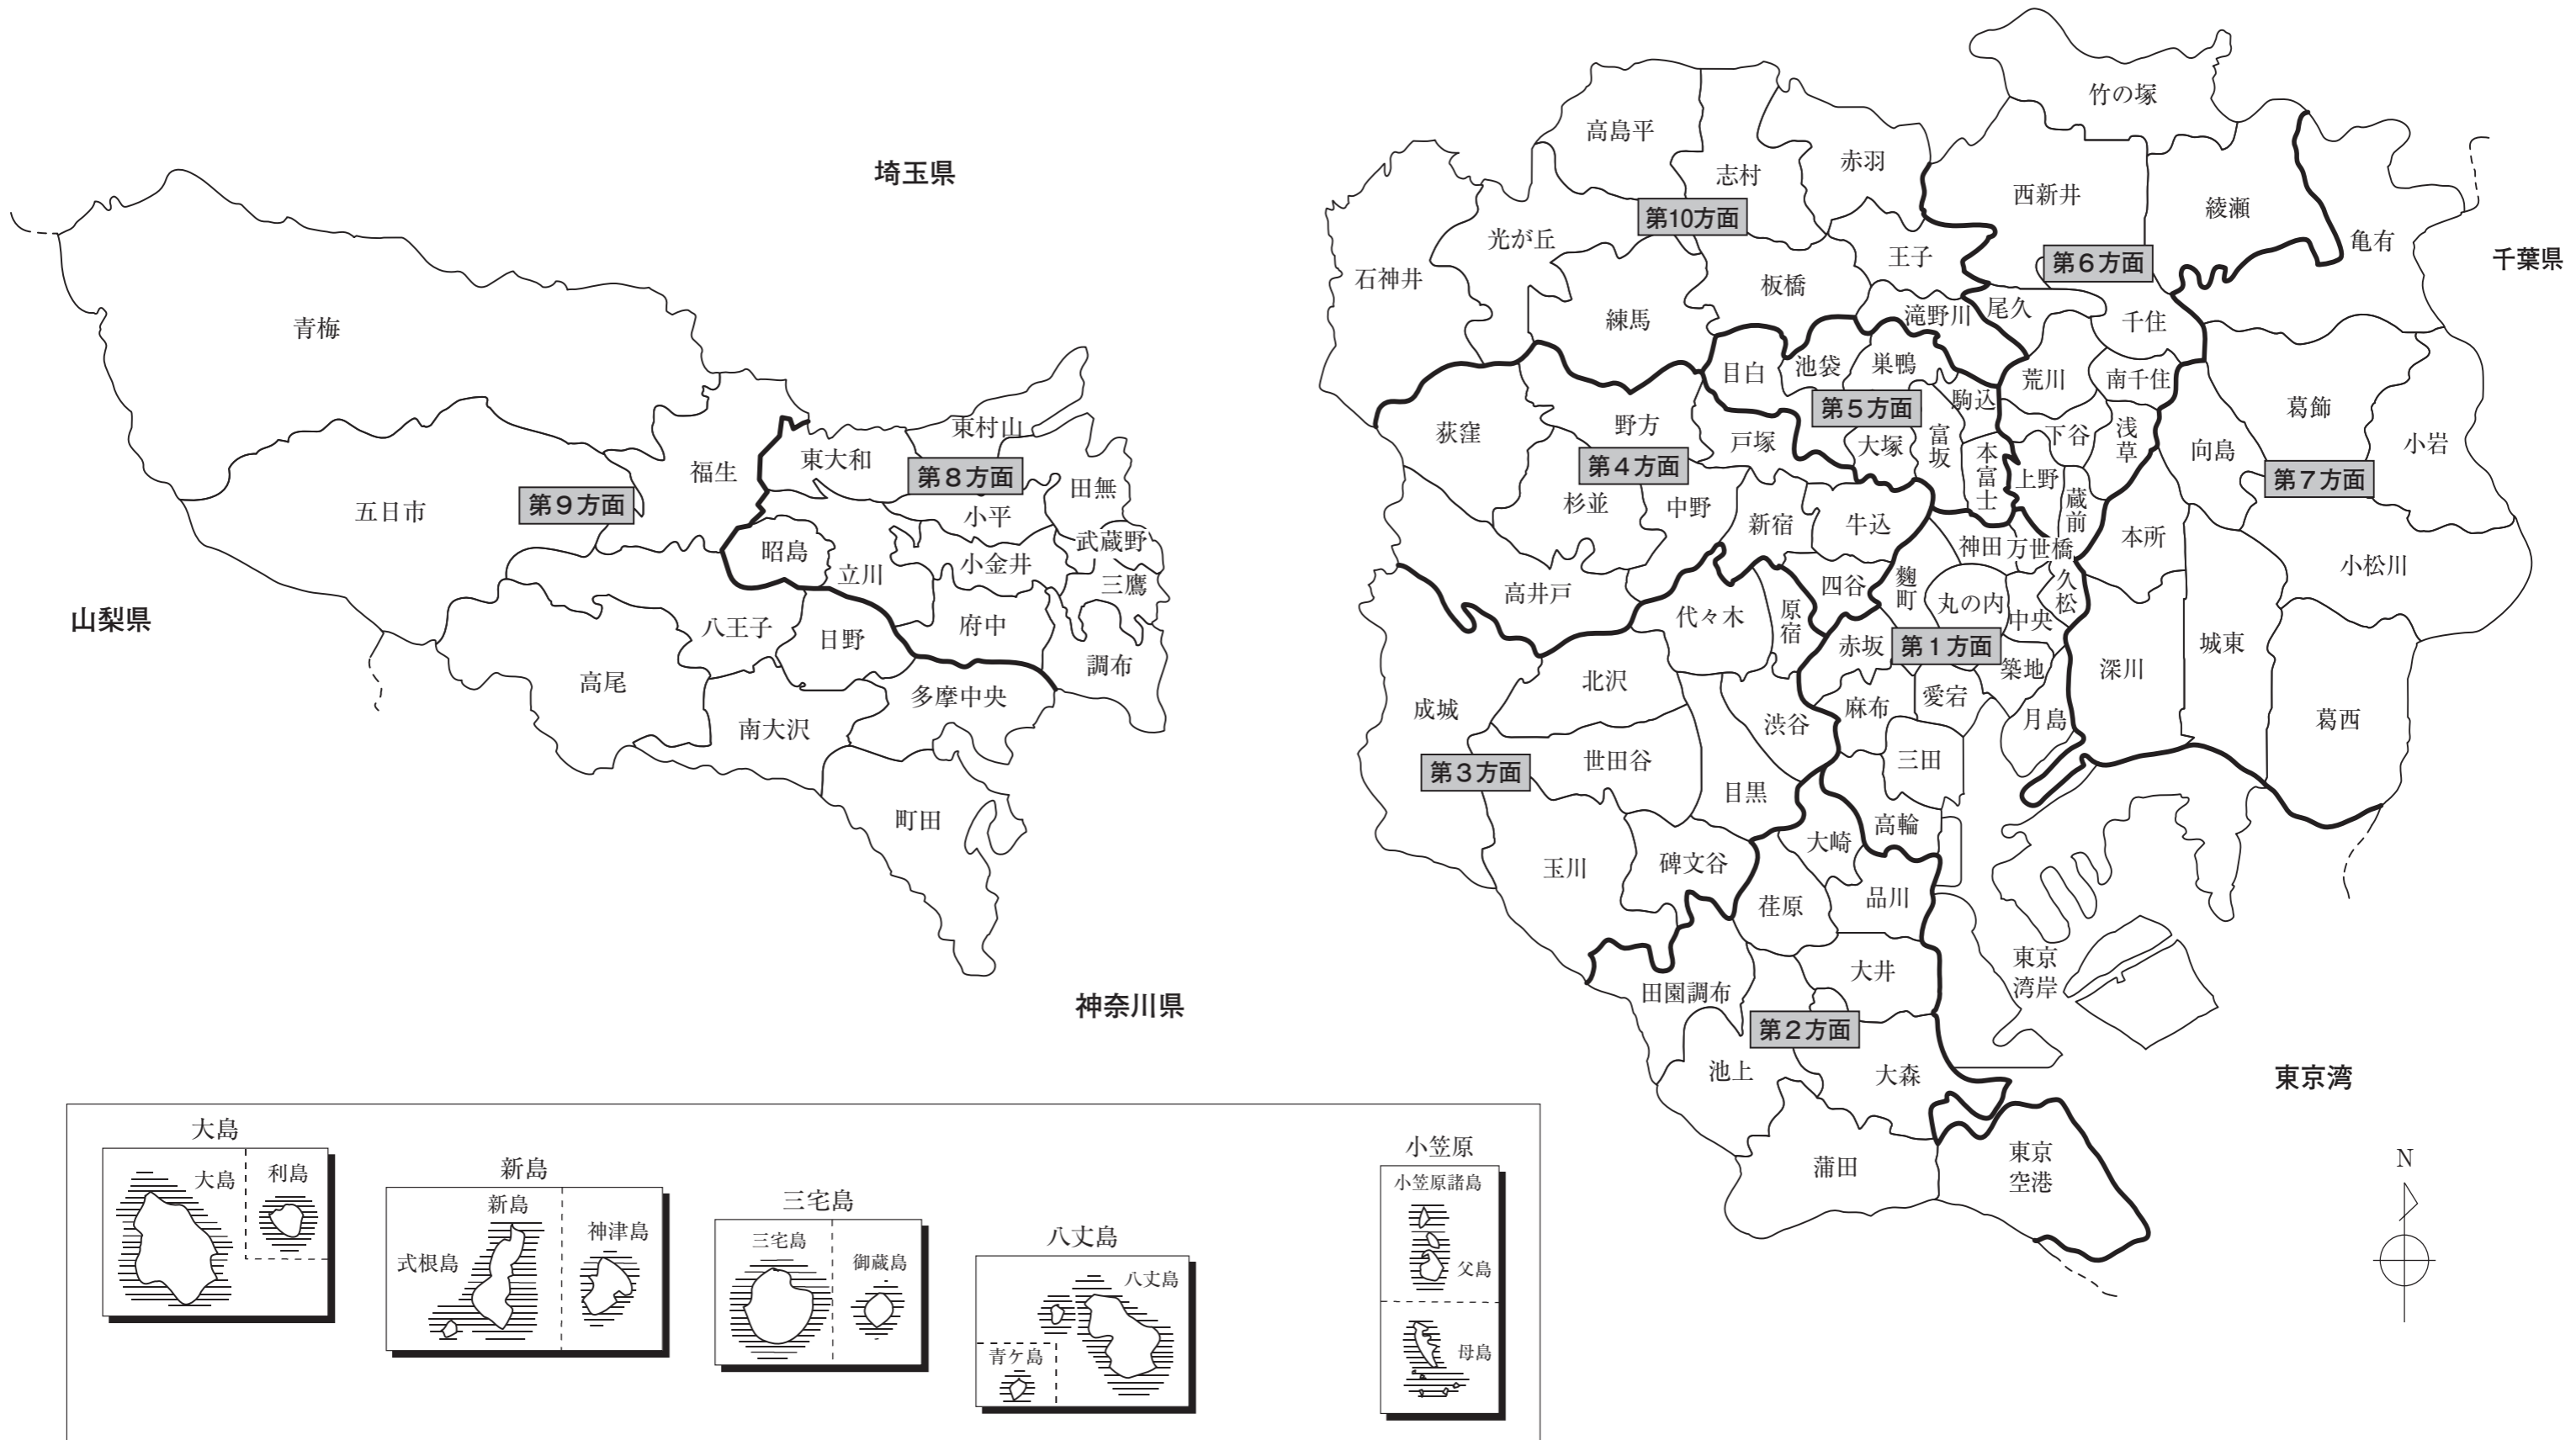 埼玉県
山梨県
神奈川県
千葉県
東京湾
青梅
五日市
第９方面
福生
東大和
東村山
第８方面
田無
小平
昭島
立川
小金井
武蔵野
三鷹
八王子
日野
府中
調布
高尾
南大沢
多摩中央
町田
竹の塚
高島平
志村
赤羽
西新井
綾瀬
亀有
第10方面
光が丘
石神井
王子
第６方面
板橋
練馬
滝野川
尾久
千住
目白
池袋
巣鴨
荒川
南千住
葛飾
第５方面
駒込
荻窪
野方
戸塚
大塚
富坂
本富士
下谷
浅草
向島
小岩
第４方面
上野
第７方面
杉並
中野
新宿
牛込
蔵前
神田
万世橋
本所
小松川
高井戸
四谷
麴町
丸の内
久松
中央
代々木
原宿
赤坂
第１方面
築地
深川
城東
北沢
成城
渋谷
麻布
愛宕
月島
葛西
第３方面
世田谷
三田
目黒
大崎
高輪
玉川
碑文谷
荏原
品川
大井
東京
湾岸
田園調布
第２方面
池上
大森
蒲田
東京
空港
N
大島
大島
利島
新島
新島
式根島
神津島
三宅島
三宅島
御蔵島
八丈島
八丈島
青ケ島
小笠原
小笠原諸島
父島
母島